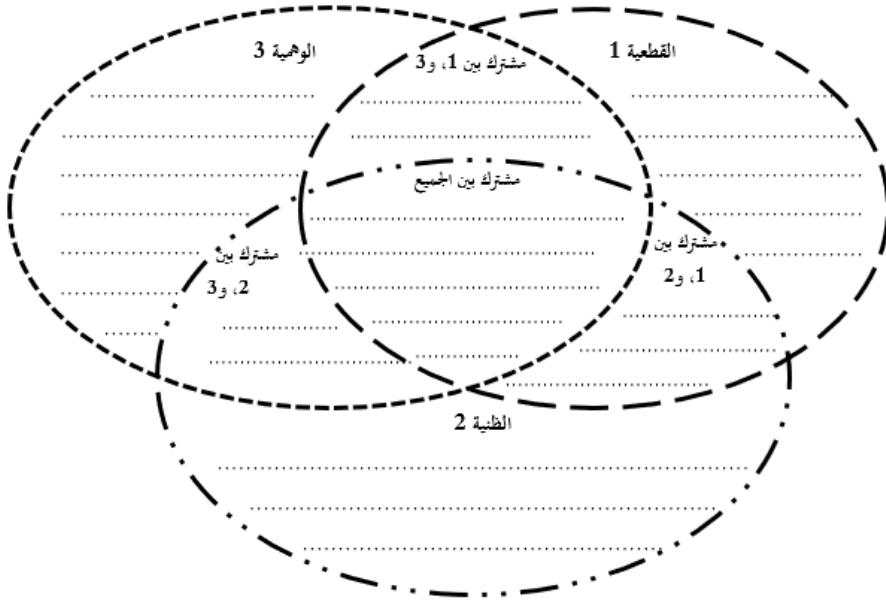 القطعية 1
الوهمية 3
مشترك بين 1، و3
مشترك بين الجميع
مشترك بين
1، و2
مشترك بين
2، و3
الظنية 2